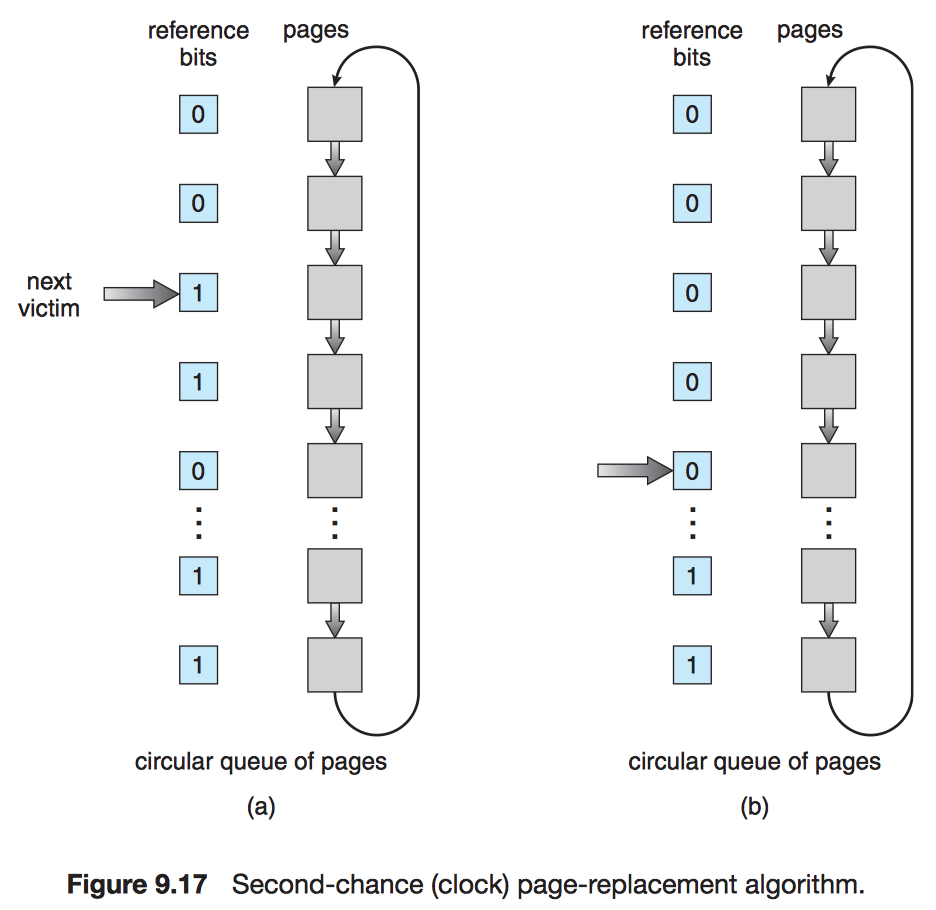 reference bits
pages
0
0
next victim
1
1
0
1
1
circular queue of pages
(a)
reference bits
pages
0
0
0
0
0
1
1
circular queue of pages
(b)
Figure 9.17 Second-chance (clock) page-replacement algorithm.